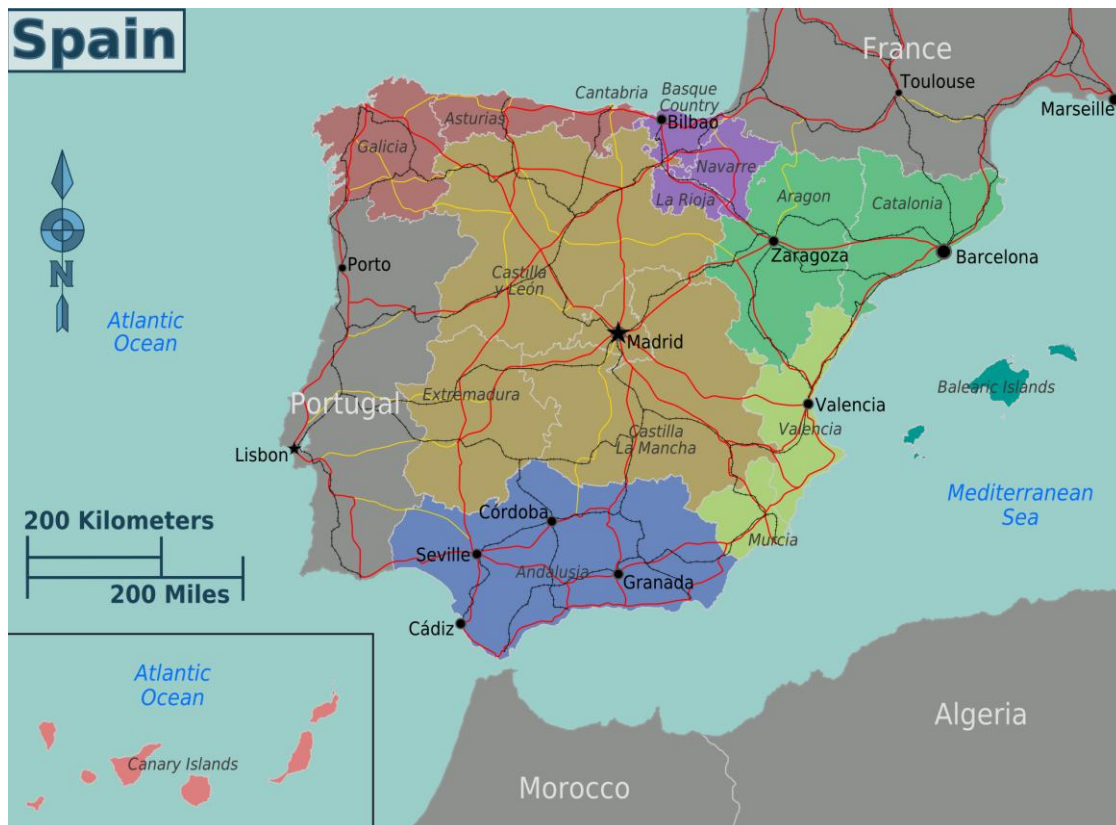 Spain
France
Toulouse
Marseille
Cantabria
Basque
Country
Bilbao
Asturias
Galicia
Navarre
La Rioja
Aragon
Catalonia
Zaragoza
Barcelona
Porto
Castilla
y León
N
Atlantic
Ocean
Madrid
Balearic Islands
Extremadura
Portugal
Valencia
Valencia
Castilla
La Mancha
Lisbon
Mediterranean
Sea
200 Kilometers
200 Miles
Córdoba
Seville
Murcia
Andalusia
Granada
Cádiz
Atlantic
Ocean
Canary Islands
Algeria
Morocco